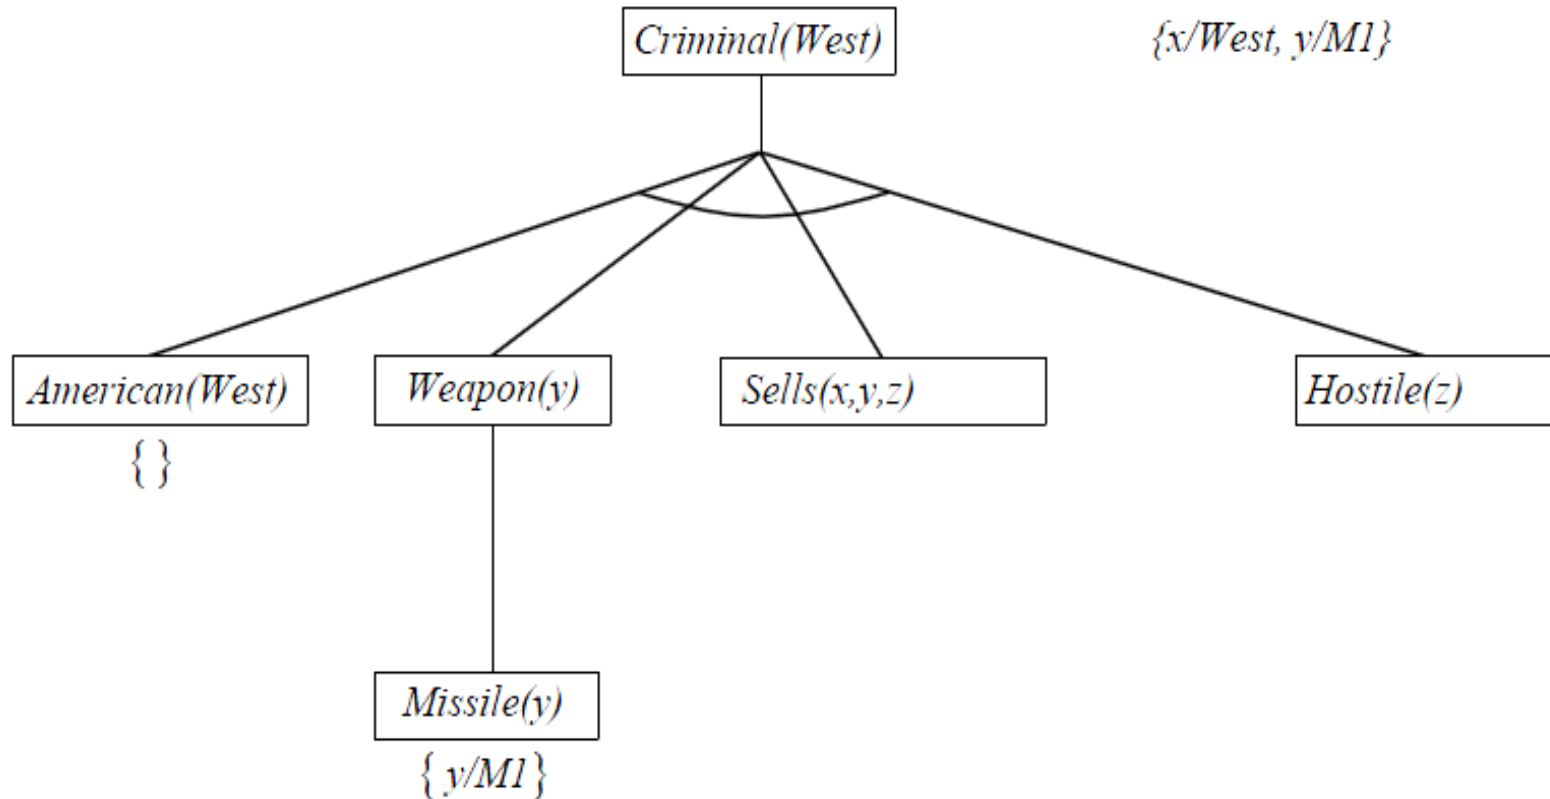 Criminal(West)
{x/West, y/M1}
American(West)
Weapon(y)
Sells(x,y,z)
Hostile(z)
{ }
Missile(y)
{ y/M1 }